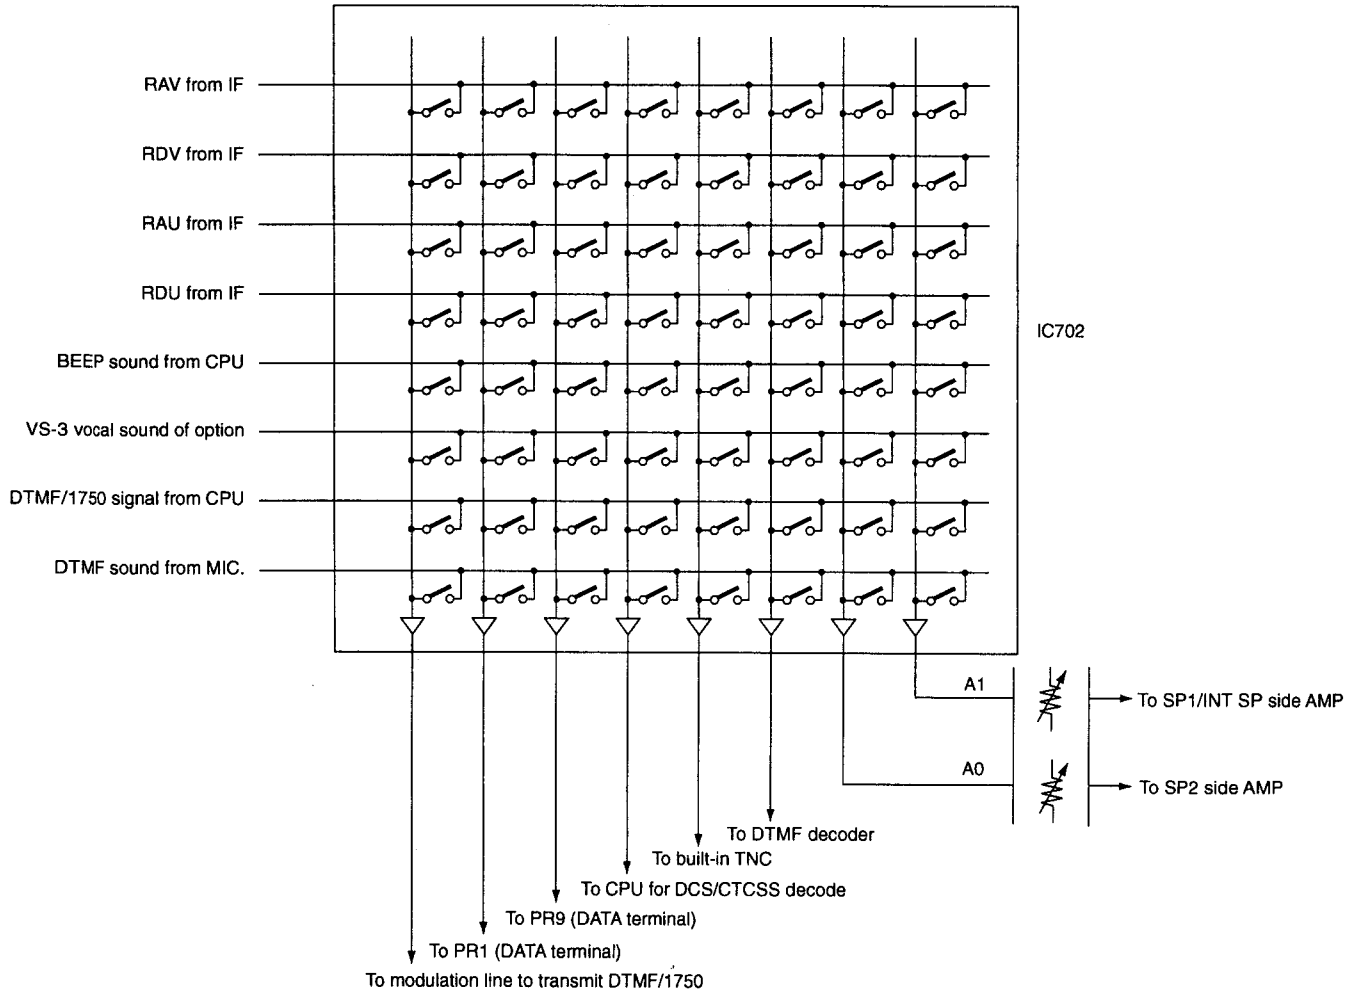 RAV from IF
RDV from IF
RAU from IF
RDU from IF
BEEP sound from CPU
VS-3 vocal sound of option
DTMF/1750 signal from CPU
DTMF sound from MIC.
IC702
A1
To SP1/INT SP side AMP
A0
To SP2 side AMP
To DTMF decoder
To built-in TNC
To CPU for DCS/CTCSS decode
To PR9 (DATA terminal)
To PR1 (DATA terminal)
To modulation line to transmit DTMF/1750